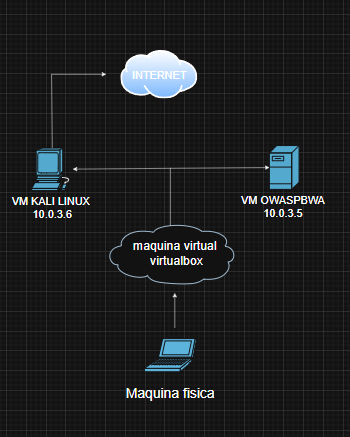 INTERNET
VM KALI LINUX
10.0.3.6
?
VM OWASPBWA
10.0.3.5
maquina virtual
virtualbox
Maquina fisica